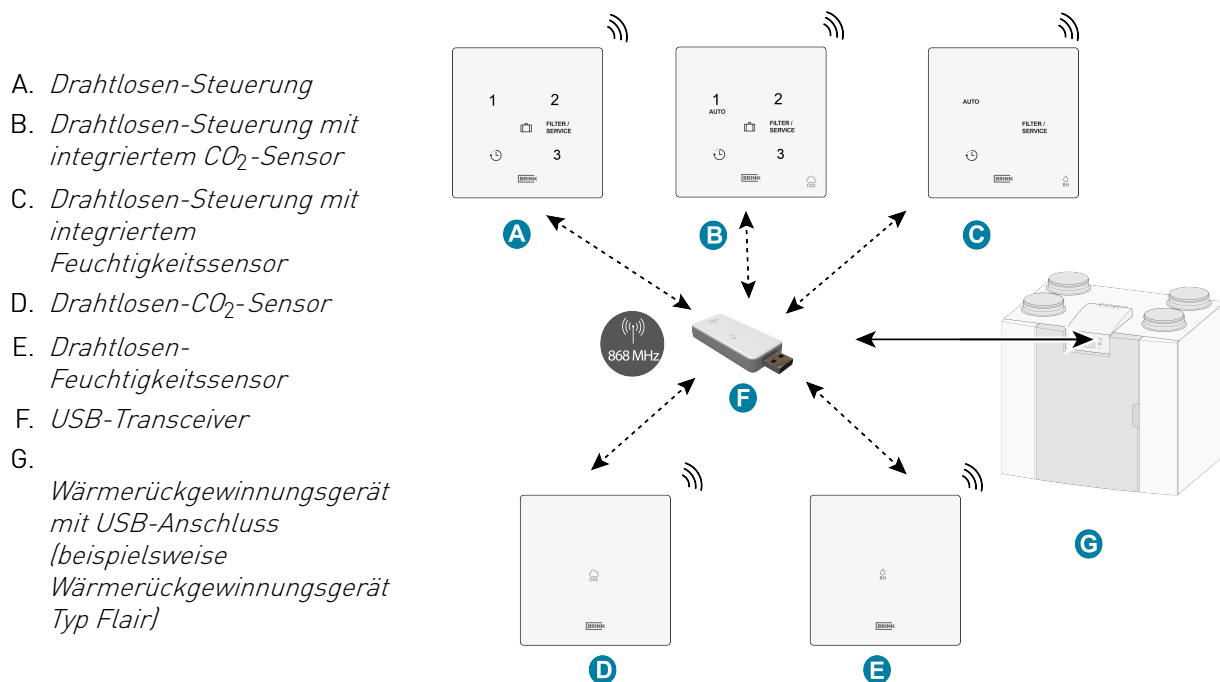 A. Drahtlosen-Steuerung
B. Drahtlosen-Steuerung mit
integriertem CO₂-Sensor
C. Drahtlosen-Steuerung mit
integriertem
Feuchtigkeitssensor
D. Drahtlosen-CO₂-Sensor
E. Drahtlosen-
Feuchtigkeitssensor
F. USB-Transceiver
G.
Wärmerückgewinnungsgerät
mit USB-Anschluss
(beispielsweise
Wärmerückgewinnungsgerät
Typ Flair)
1 2
FILTER /
SERVICE
3
BRINK
A
1 2
AUTO
FILTER /
SERVICE
3
BRINK
CO2
B
AUTO
FILTER /
SERVICE
BRINK
RH
C
868 MHz
F
G
CO2
BRINK
D
RH
BRINK
E